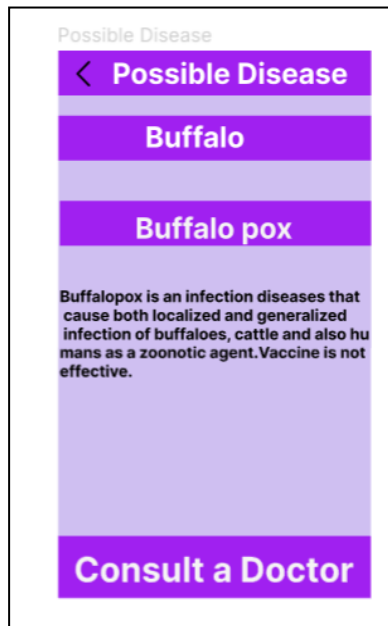 Possible Disease
Possible Disease
Buffalo
Buffalo pox
Buffalopox is an infection diseases that
cause both localized and generalized
infection of buffaloes, cattle and also hu
mans as a zoonotic agent.Vaccine is not
effective.
Consult a Doctor